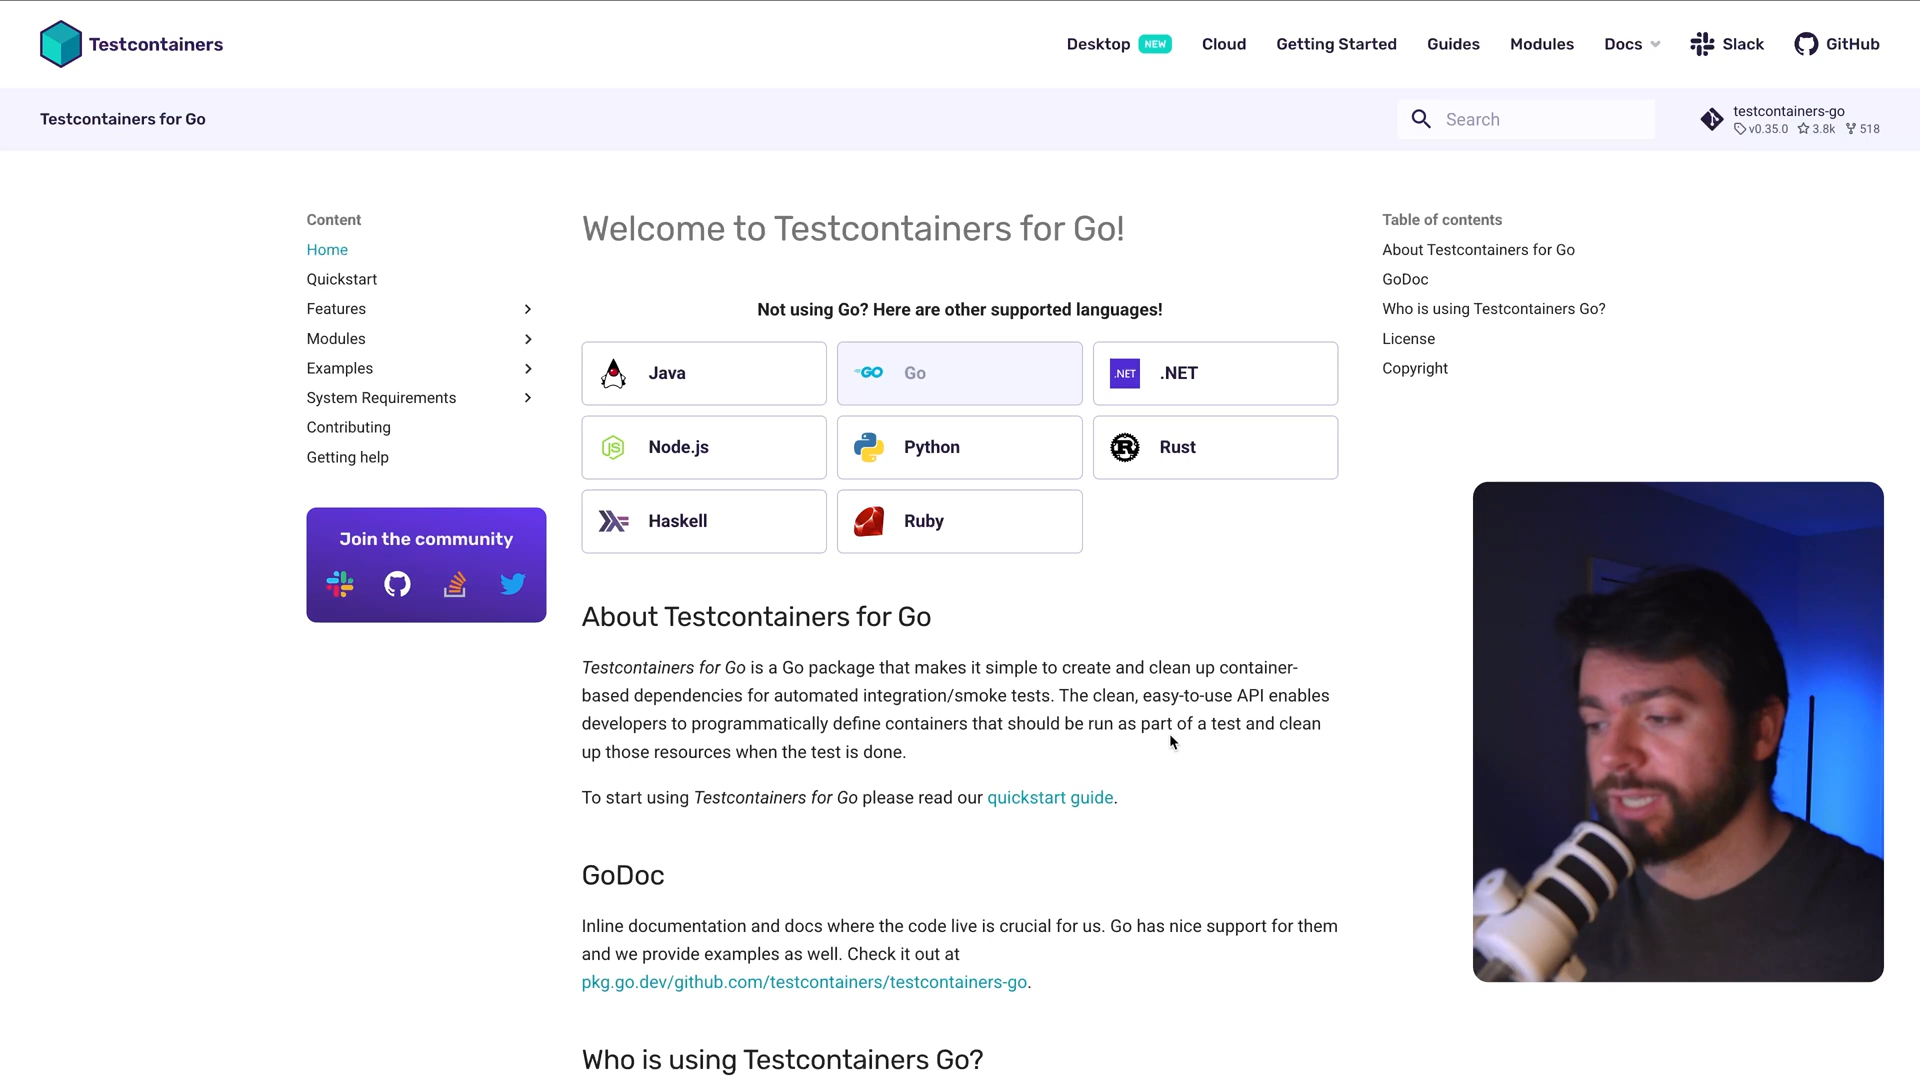 Testcontainers
Desktop NEW
Cloud
Getting Started
Guides
Modules
Docs
Slack
GitHub
Testcontainers for Go
Search
testcontainers-go
v0.35.0 3.8k 518
Content
Home
Quickstart
Features
Modules
Examples
System Requirements
Contributing
Getting help
Join the community
Welcome to Testcontainers for Go!
Not using Go? Here are other supported languages!
Java
GO Go
.NET .NET
JS Node.js
Python
R Rust
Haskell
Ruby
About Testcontainers for Go
Testcontainers for Go is a Go package that makes it simple to create and clean up container-
based dependencies for automated integration/smoke tests. The clean, easy-to-use API enables
developers to programmatically define containers that should be run as part of a test and clean
up those resources when the test is done.
To start using Testcontainers for Go please read our quickstart guide.
GoDoc
Inline documentation and docs where the code live is crucial for us. Go has nice support for them
and we provide examples as well. Check it out at
pkg.go.dev/github.com/testcontainers/testcontainers-go.
Who is using Testcontainers Go?
Table of contents
About Testcontainers for Go
GoDoc
Who is using Testcontainers Go?
License
Copyright